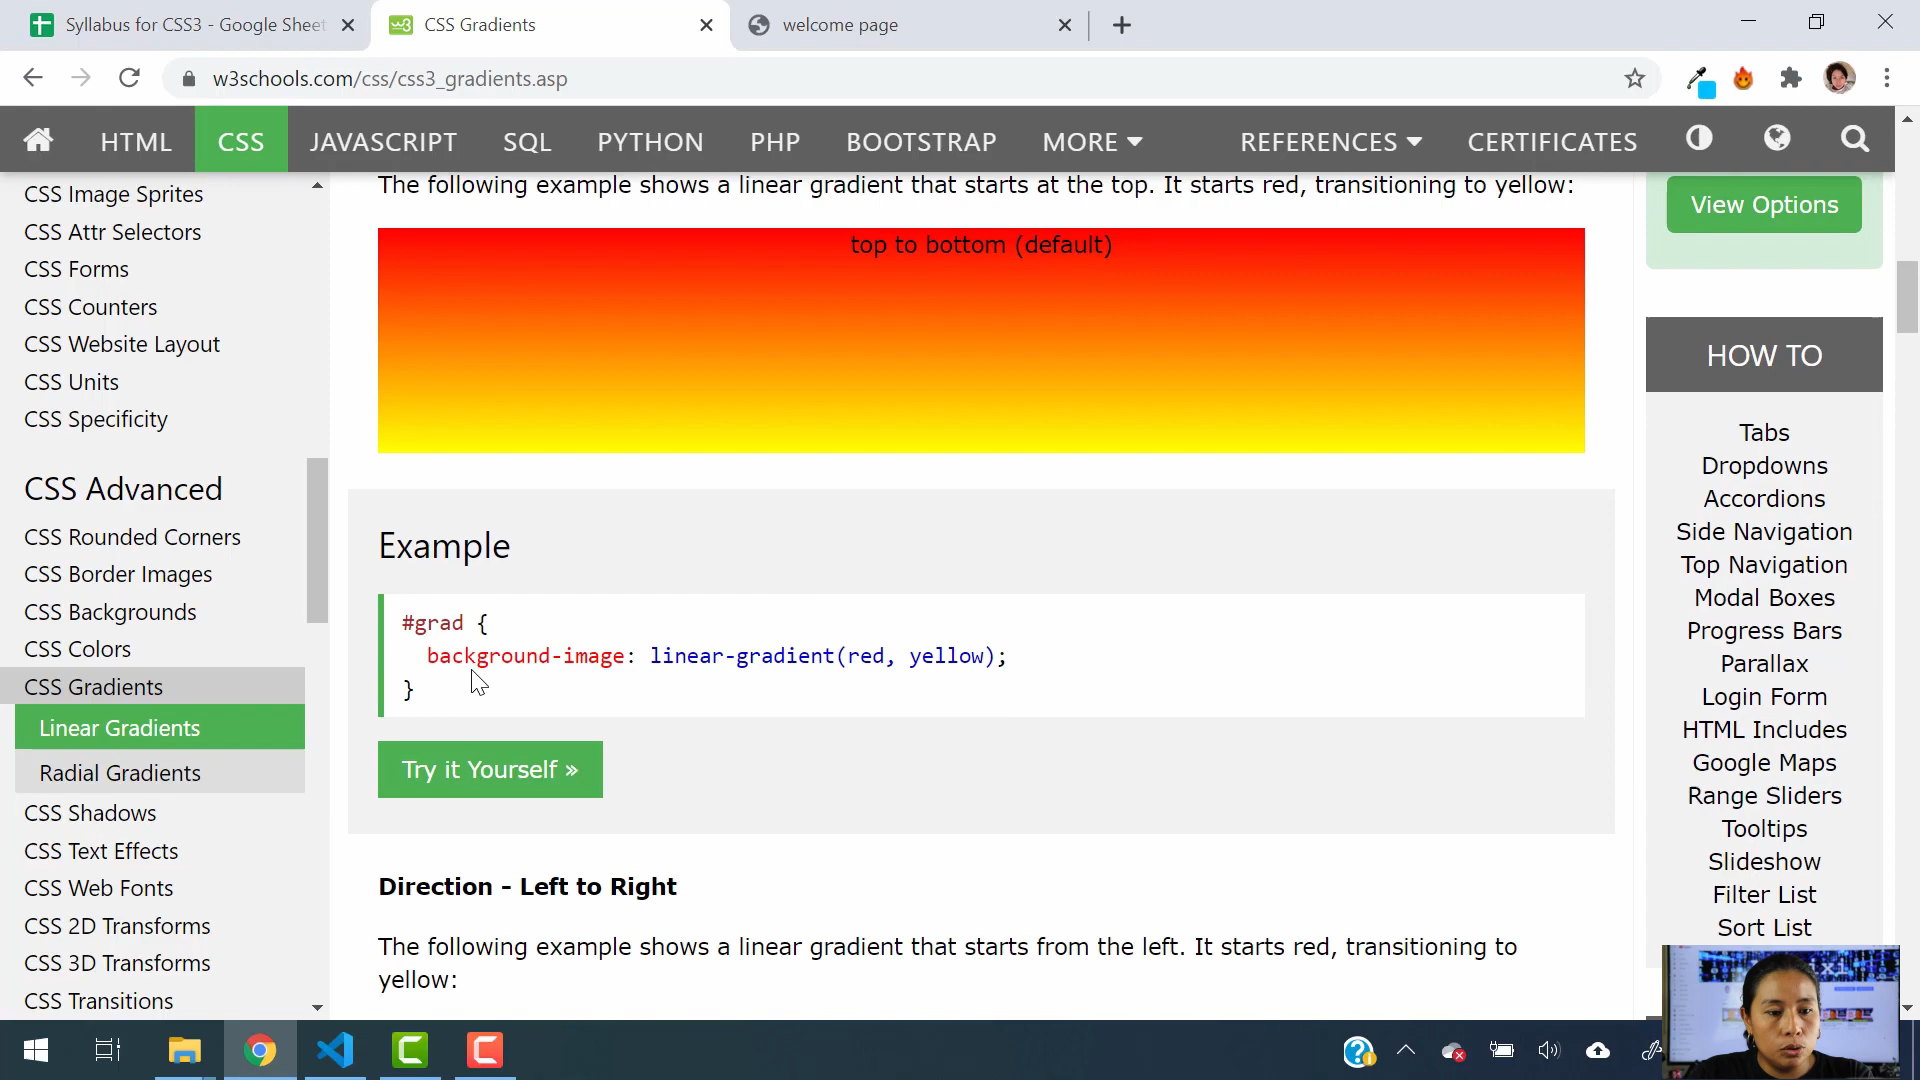 Syllabus for CSS3 - Google Sheet
CSS Gradients
welcome page
w3schools.com/css/css3_gradients.asp
HTML
CSS
JAVASCRIPT
SQL
PYTHON
PHP
BOOTSTRAP
MORE
REFERENCES
CERTIFICATES
CSS Image Sprites
CSS Attr Selectors
CSS Forms
CSS Counters
CSS Website Layout
CSS Units
CSS Specificity
CSS Advanced
CSS Rounded Corners
CSS Border Images
CSS Backgrounds
CSS Colors
CSS Gradients
Linear Gradients
Radial Gradients
CSS Shadows
CSS Text Effects
CSS Web Fonts
CSS 2D Transforms
CSS 3D Transforms
CSS Transitions
The following example shows a linear gradient that starts at the top. It starts red, transitioning to yellow:
top to bottom (default)
Example
#grad {
background-image: linear-gradient(red, yellow);
}
Try it Yourself »
Direction - Left to Right
The following example shows a linear gradient that starts from the left. It starts red, transitioning to
yellow:
View Options
HOW TO
Tabs
Dropdowns
Accordions
Side Navigation
Top Navigation
Modal Boxes
Progress Bars
Parallax
Login Form
HTML Includes
Google Maps
Range Sliders
Tooltips
Slideshow
Filter List
Sort List